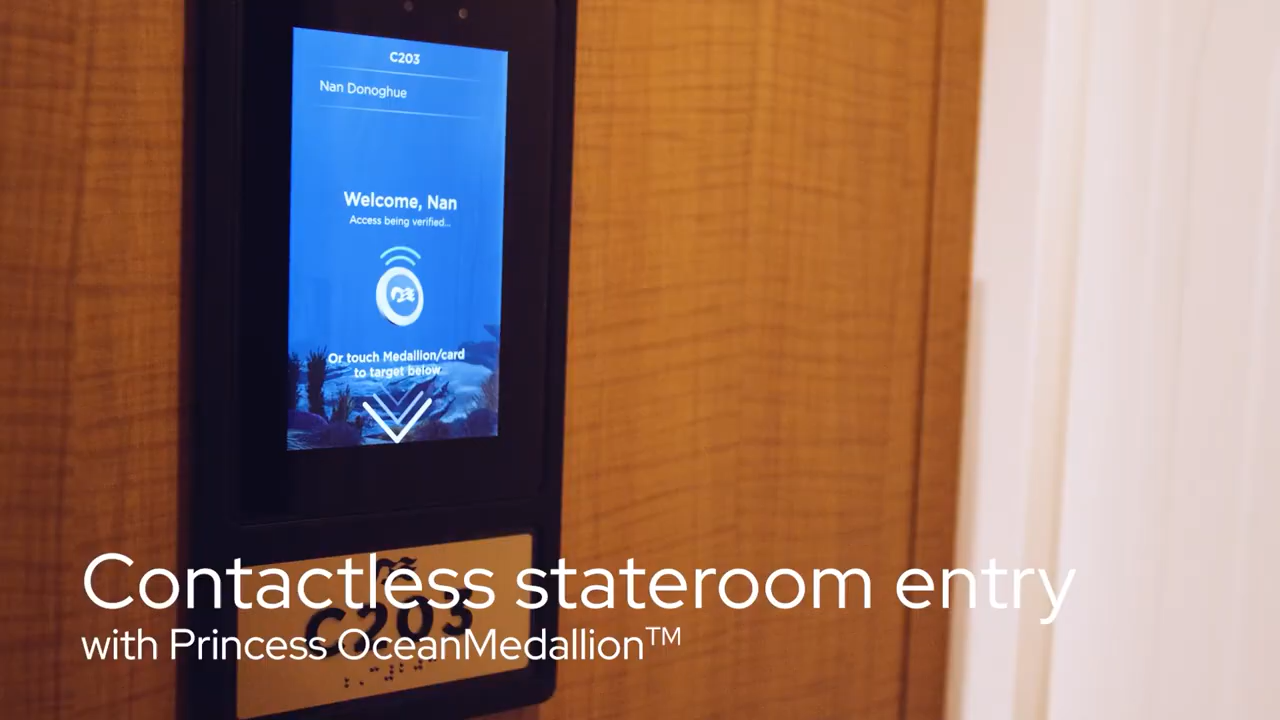 C203
Nan Donoghue
Welcome, Nan
Access being verified...
Or touch Medallion/card
to target below
Contactless stateroom entry
C203
with Princess OceanMedallion™